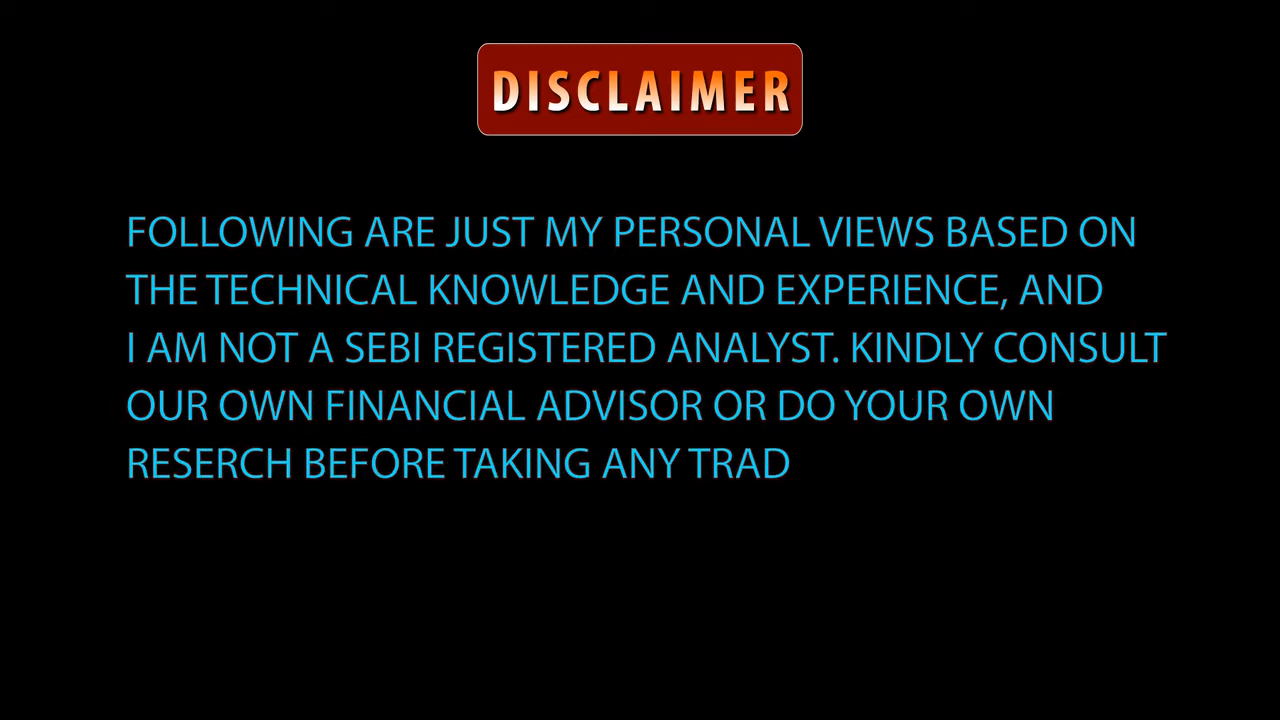 DISCLAIMER
FOLLOWING ARE JUST MY PERSONAL VIEWS BASED ON
THE TECHNICAL KNOWLEDGE AND EXPERIENCE, AND
I AM NOT A SEBI REGISTERED ANALYST. KINDLY CONSULT
OUR OWN FINANCIAL ADVISOR OR DO YOUR OWN
RESERCH BEFORE TAKING ANY TRAD